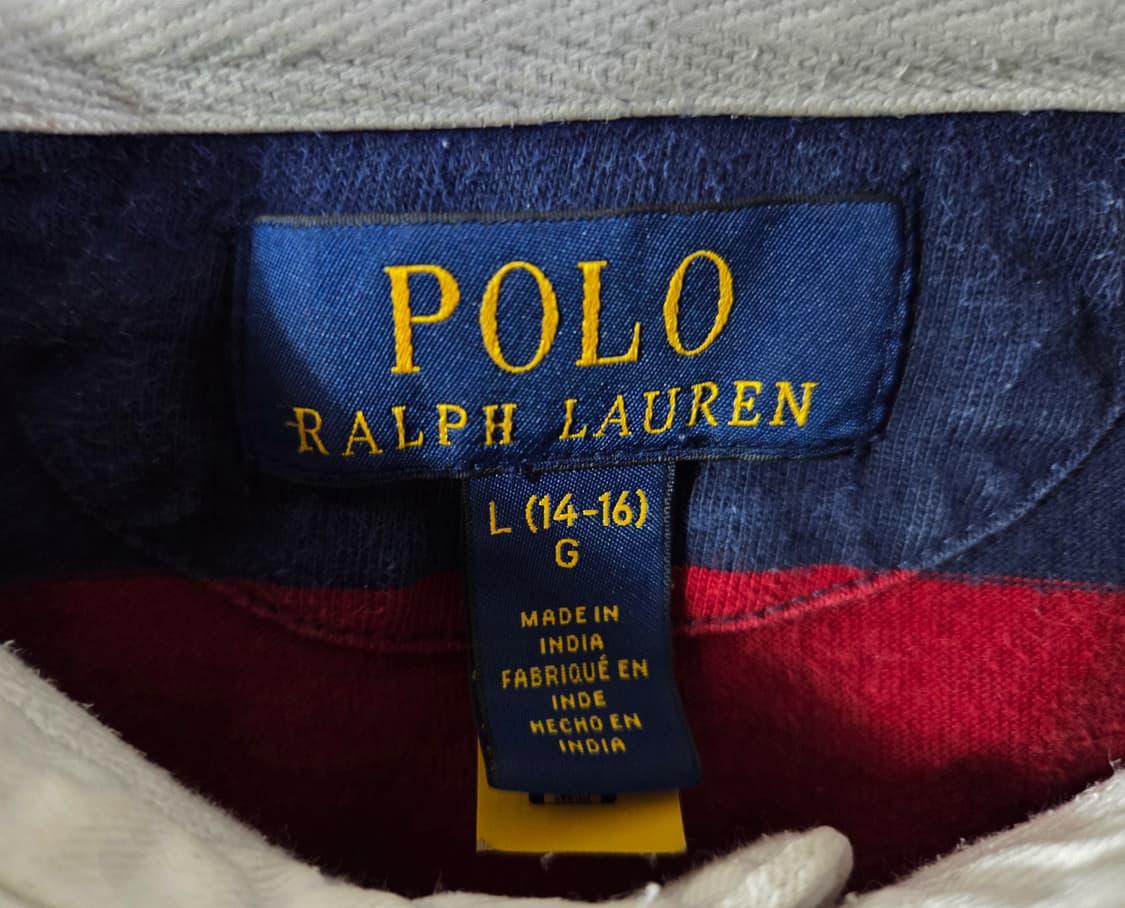 POLO
RALPH LAUREN
L (14-16)
G
MADE IN
INDIA
FABRIQUÉ EN
INDE
HECHO EN
INDIA